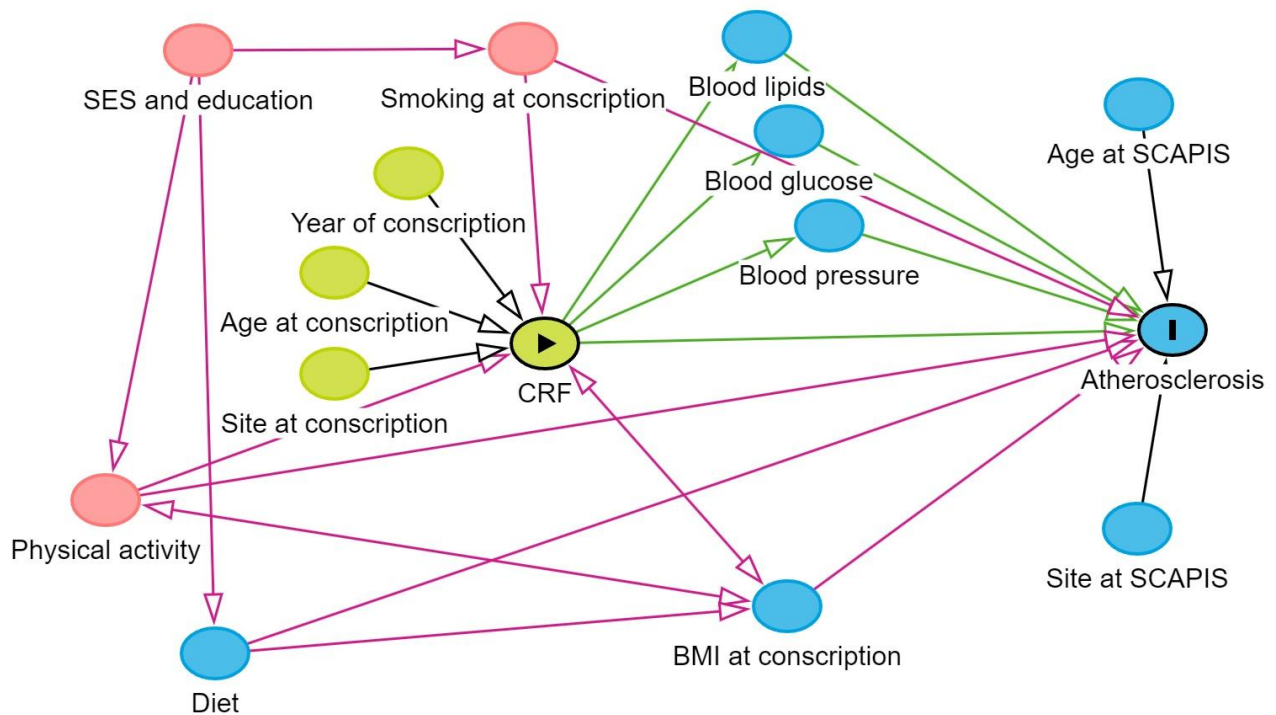 SES and education
Smoking at conscription
Blood lipids
Age at SCAPIS
Blood glucose
Year of conscription
Blood pressure
Age at conscription
CRF
Atherosclerosis
Site at conscription
Physical activity
Site at SCAPIS
BMI at conscription
Diet